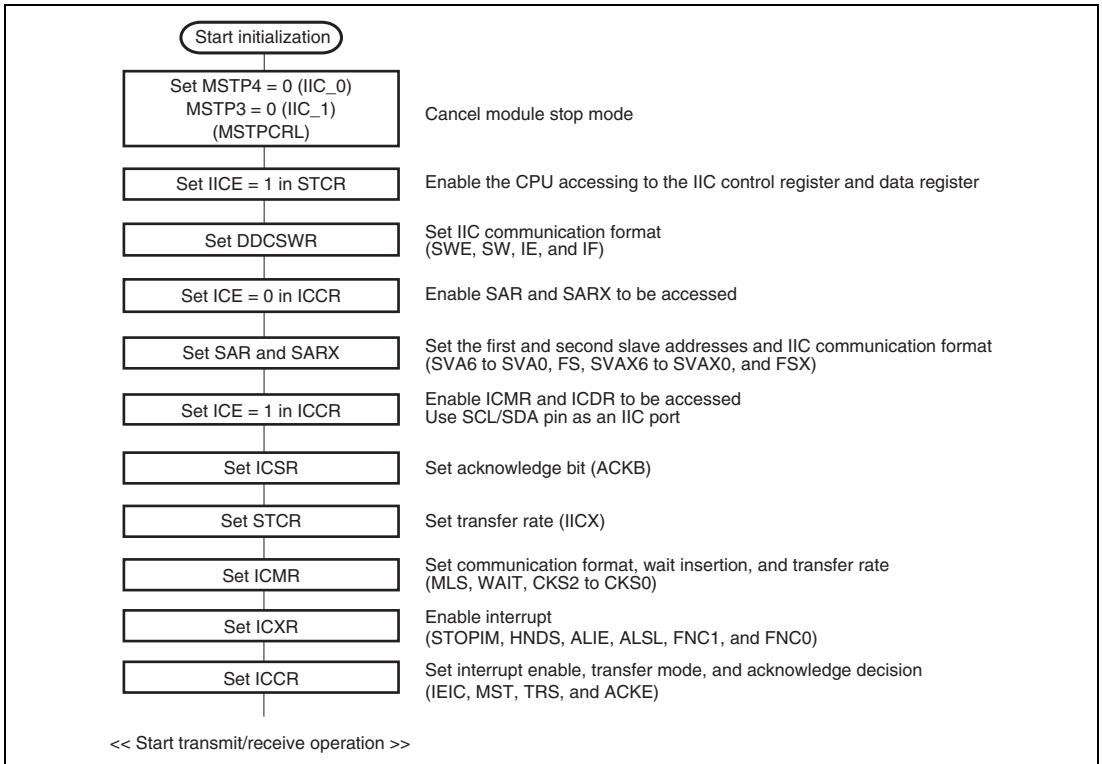 Start initialization
Set MSTP4 = 0 (IIC_0)
MSTP3 = 0 (IIC_1)
(MSTPCRL)
Cancel module stop mode
Set IICE = 1 in STCR
Enable the CPU accessing to the IIC control register and data register
Set DDCSWR
Set IIC communication format
(SWE, SW, IE, and IF)
Set ICE = 0 in ICCR
Enable SAR and SARX to be accessed
Set SAR and SARX
Set the first and second slave addresses and IIC communication format
(SVA6 to SVA0, FS, SVAX6 to SVAX0, and FSX)
Set ICE = 1 in ICCR
Enable ICMR and ICDR to be accessed
Use SCL/SDA pin as an IIC port
Set ICSR
Set acknowledge bit (ACKB)
Set STCR
Set transfer rate (IICX)
Set ICMR
Set communication format, wait insertion, and transfer rate
(MLS, WAIT, CKS2 to CKS0)
Set ICXR
Enable interrupt
(STOPIM, HNDS, ALIE, ALSL, FNC1, and FNC0)
Set ICCR
Set interrupt enable, transfer mode, and acknowledge decision
(IEIC, MST, TRS, and ACKE)
<< Start transmit/receive operation >>